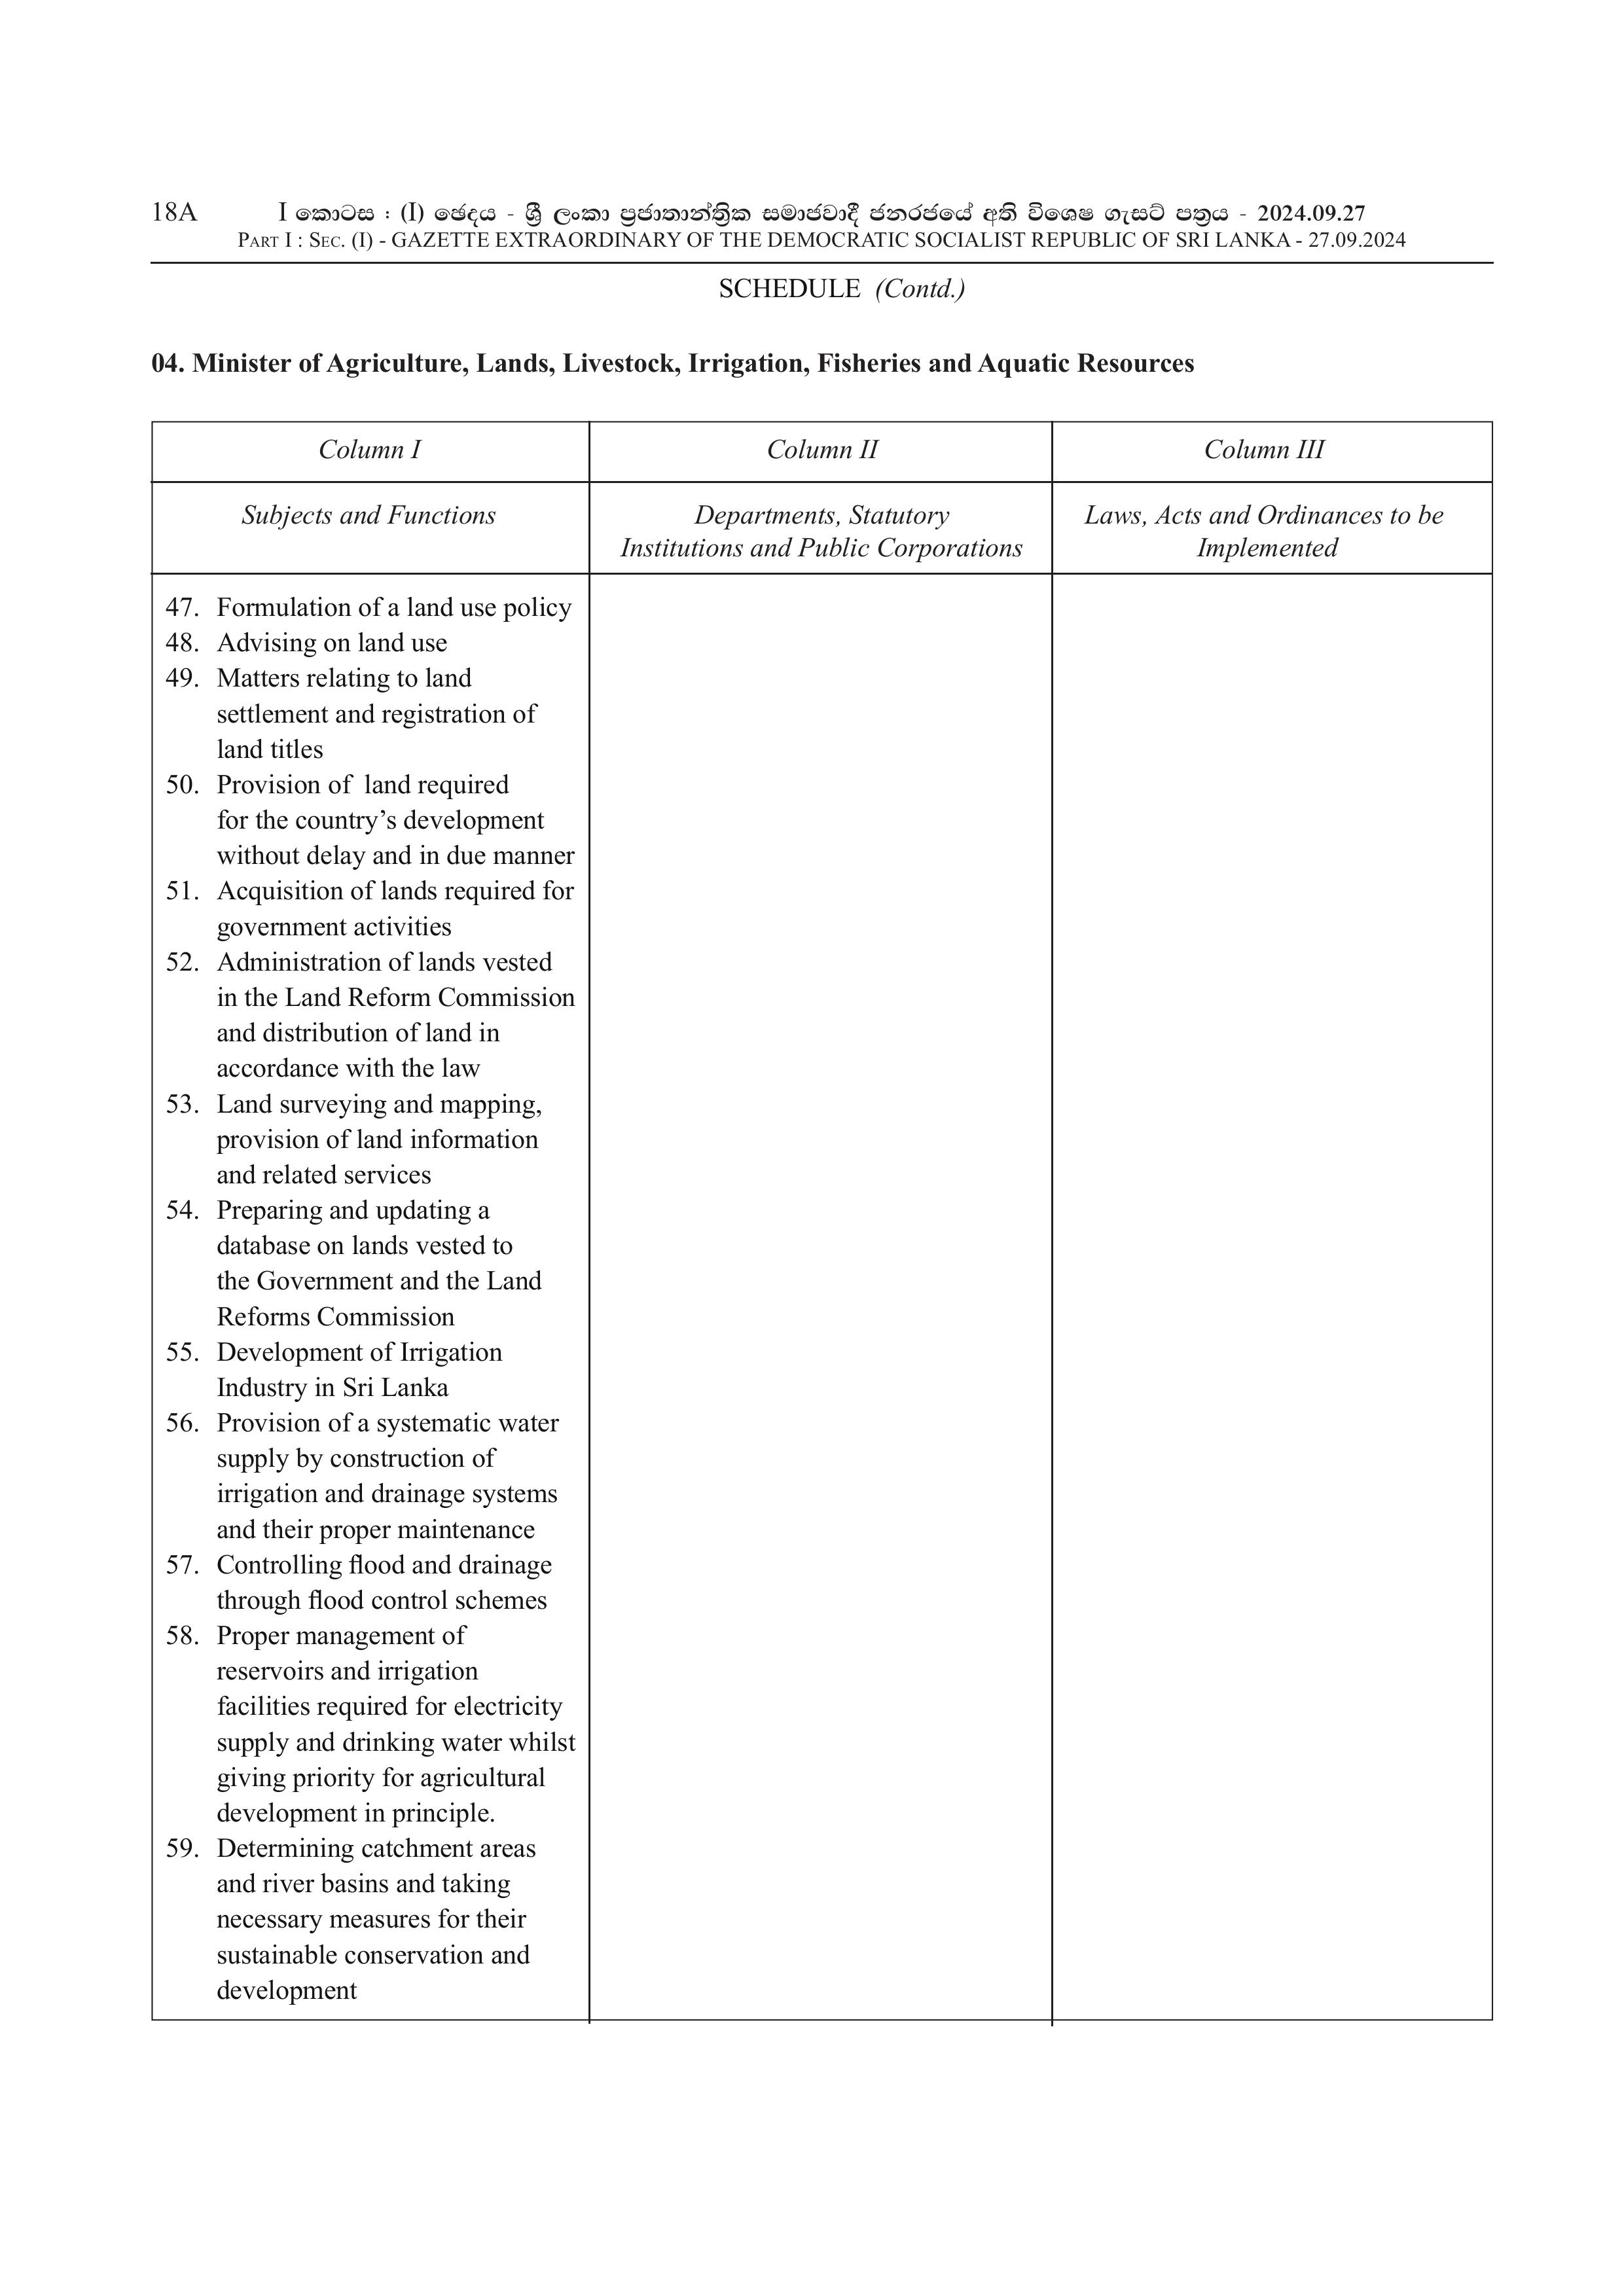 18A
I කොටස : (I) ඡෙදය - ශ්‍රී ලංකා ප්‍රජාතාන්ත්‍රික සමාජවාදී ජනරජයේ අති විශෙෂ ගැසට් පත්‍රය - 2024.09.27
Part I : Sec. (I) - GAZETTE EXTRAORDINARY OF THE DEMOCRATIC SOCIALIST REPUBLIC OF SRI LANKA - 27.09.2024
SCHEDULE (Contd.)
04. Minister of Agriculture, Lands, Livestock, Irrigation, Fisheries and Aquatic Resources
Column I
Column II
Column III
Subjects and Functions
Departments, Statutory
Institutions and Public Corporations
Laws, Acts and Ordinances to be
Implemented
47. Formulation of a land use policy
48. Advising on land use
49. Matters relating to land
settlement and registration of
land titles
50. Provision of land required
for the country’s development
without delay and in due manner
51. Acquisition of lands required for
government activities
52. Administration of lands vested
in the Land Reform Commission
and distribution of land in
accordance with the law
53. Land surveying and mapping,
provision of land information
and related services
54. Preparing and updating a
database on lands vested to
the Government and the Land
Reforms Commission
55. Development of Irrigation
Industry in Sri Lanka
56. Provision of a systematic water
supply by construction of
irrigation and drainage systems
and their proper maintenance
57. Controlling flood and drainage
through flood control schemes
58. Proper management of
reservoirs and irrigation
facilities required for electricity
supply and drinking water whilst
giving priority for agricultural
development in principle.
59. Determining catchment areas
and river basins and taking
necessary measures for their
sustainable conservation and
development